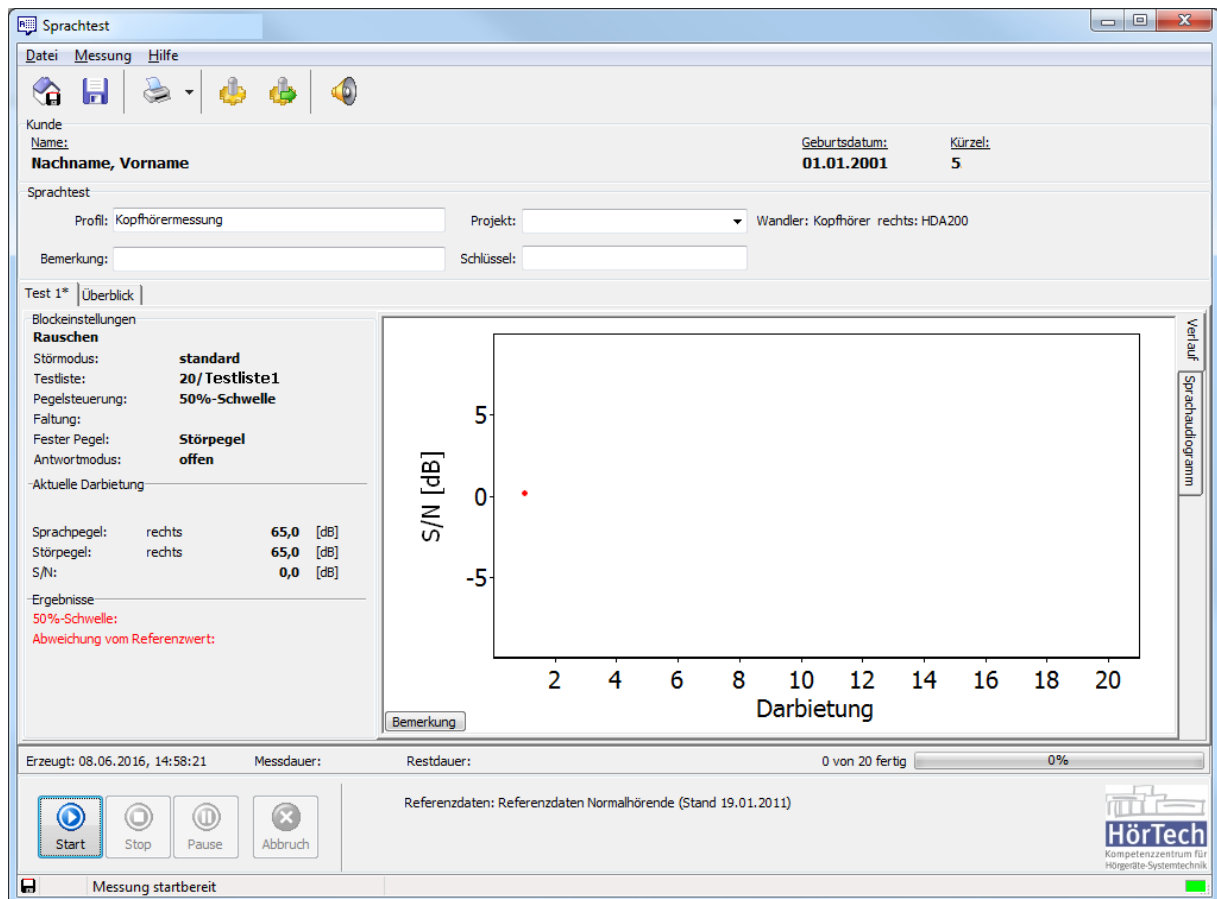 Sprachtest
Datei Messung Hilfe
Kunde
Name: Geburtsdatum: Kürzel:
Nachname, Vorname 01.01.2001 5
Sprachtest
Profil: Kopfhörermessung Projekt: Wandler: Kopfhörer rechts: HDA200
Bemerkung: Schlüssel:
Test 1* Überblick
Blockeinstellungen
Rauschen
Störmodus: standard
Testliste: 20/Testliste1
Pegelsteuerung: 50%-Schwelle
Faltung:
Fester Pegel: Störpegel
Antwortmodus: offen
Aktuelle Darbietung
Sprachpegel: rechts 65,0 [dB]
Störpegel: rechts 65,0 [dB]
S/N: 0,0 [dB]
Ergebnisse
50%-Schwelle:
Abweichung vom Referenzwert:
S/N [dB]
5
0
-5
2 4 6 8 10 12 14 16 18 20
Darbietung
Bemerkung
Verlauf
Sprachaudiogramm
Erzeugt: 08.06.2016, 14:58:21 Messdauer: Restdauer: 0 von 20 fertig 0%
Start Stop Pause Abbruch
Referenzdaten: Referenzdaten Normalhörende (Stand 19.01.2011)
HörTech
Kompetenzzentrum für
Hörgeräte-Systemtechnik
Messung startbereit